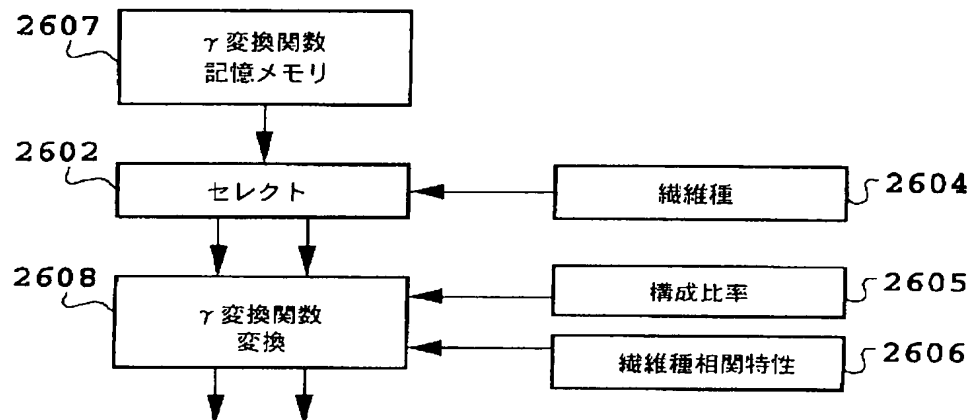 2607
γ変換関数
記憶メモリ
2602
セレクト
繊維種
2604
2608
γ変換関数
変換
構成比率
2605
繊維種相関特性
2606